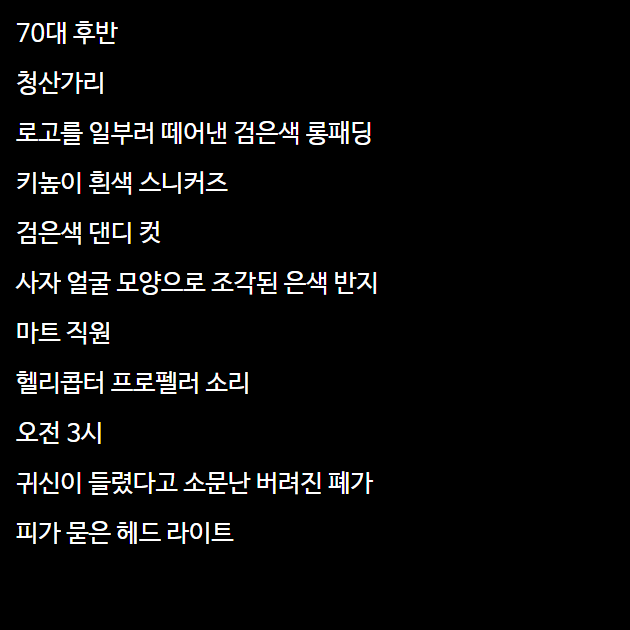 70대 후반
청산가리
로고를 일부러 떼어낸 검은색 롱패딩
키높이 흰색 스니커즈
검은색 댄디 컷
사자 얼굴 모양으로 조각된 은색 반지
마트 직원
헬리콥터 프로펠러 소리
오전 3시
귀신이 들렸다고 소문난 버려진 폐가
피가 묻은 헤드 라이트